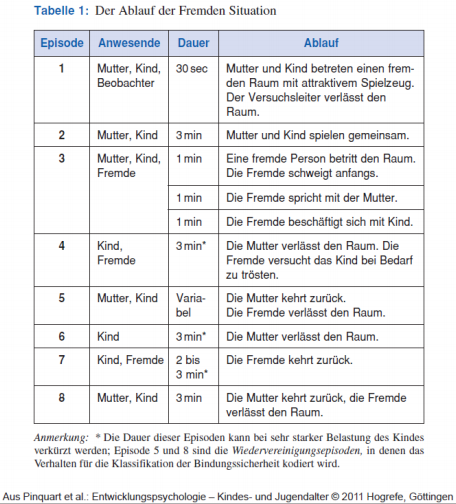 Tabelle 1: Der Ablauf der Fremden Situation
Episode Anwesende Dauer Ablauf
1 Mutter, Kind, 30 sec Mutter und Kind betreten einen frem-
Beobachter den Raum mit attraktivem Spielzeug.
Der Versuchsleiter verlässt den
Raum.
2 Mutter, Kind 3 min Mutter und Kind spielen gemeinsam.
3 Mutter, Kind, 1 min Eine fremde Person betritt den Raum.
Fremde Die Fremde schweigt anfangs.
1 min Die Fremde spricht mit der Mutter.
1 min Die Fremde beschäftigt sich mit Kind.
4 Kind, 3 min* Die Mutter verlässt den Raum. Die
Fremde Fremde versucht das Kind bei Bedarf
zu trösten.
5 Mutter, Kind Varia- Die Mutter kehrt zurück.
bel Die Fremde verlässt den Raum.
6 Kind 3 min* Die Mutter verlässt den Raum.
7 Kind, Fremde 2 bis Die Fremde kehrt zurück.
3 min*
8 Mutter, Kind 3 min Die Mutter kehrt zurück, die Fremde
verlässt den Raum.
Anmerkung: * Die Dauer dieser Episoden kann bei sehr starker Belastung des Kindes
verkürzt werden; Episode 5 und 8 sind die Wiedervereinigungsepisoden, in denen das
Verhalten für die Klassifikation der Bindungssicherheit kodiert wird.
Aus Pinquart et al.: Entwicklungspsychologie – Kindes- und Jugendalter © 2011 Hogrefe, Göttingen